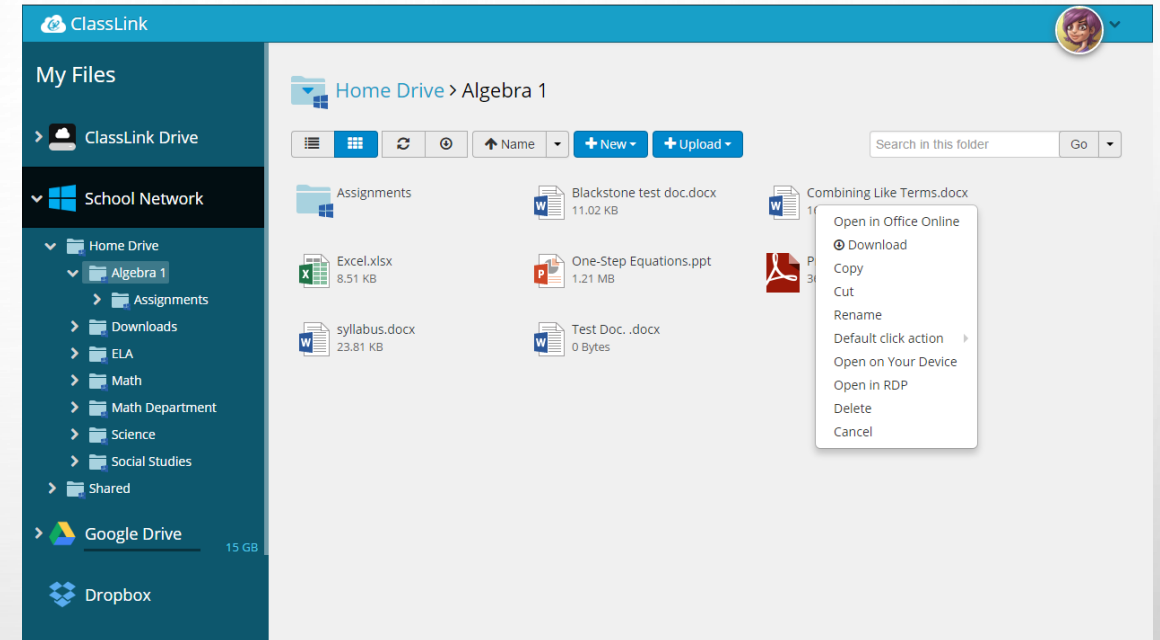 ClassLink
My Files
ClassLink Drive
School Network
Home Drive
Algebra 1
Assignments
Downloads
ELA
Math
Math Department
Science
Social Studies
Shared
Google Drive
15 GB
Dropbox
Home Drive > Algebra 1
Name
New
Upload
Search in this folder
Go
Assignments
Blackstone test doc.docx
11.02 KB
Combining Like Terms.docx
Excel.xlsx
8.51 KB
One-Step Equations.ppt
1.21 MB
syllabus.docx
23.81 KB
Test Doc. .docx
0 Bytes
Open in Office Online
Download
Copy
Cut
Rename
Default click action
Open on Your Device
Open in RDP
Delete
Cancel